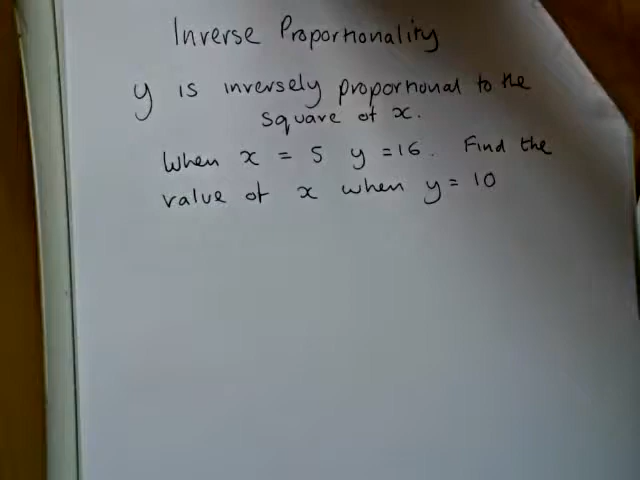 Inverse Proportionality
y is inversely proportional to the
square of x.
When x = 5 y = 16. Find the
value of x when y = 10